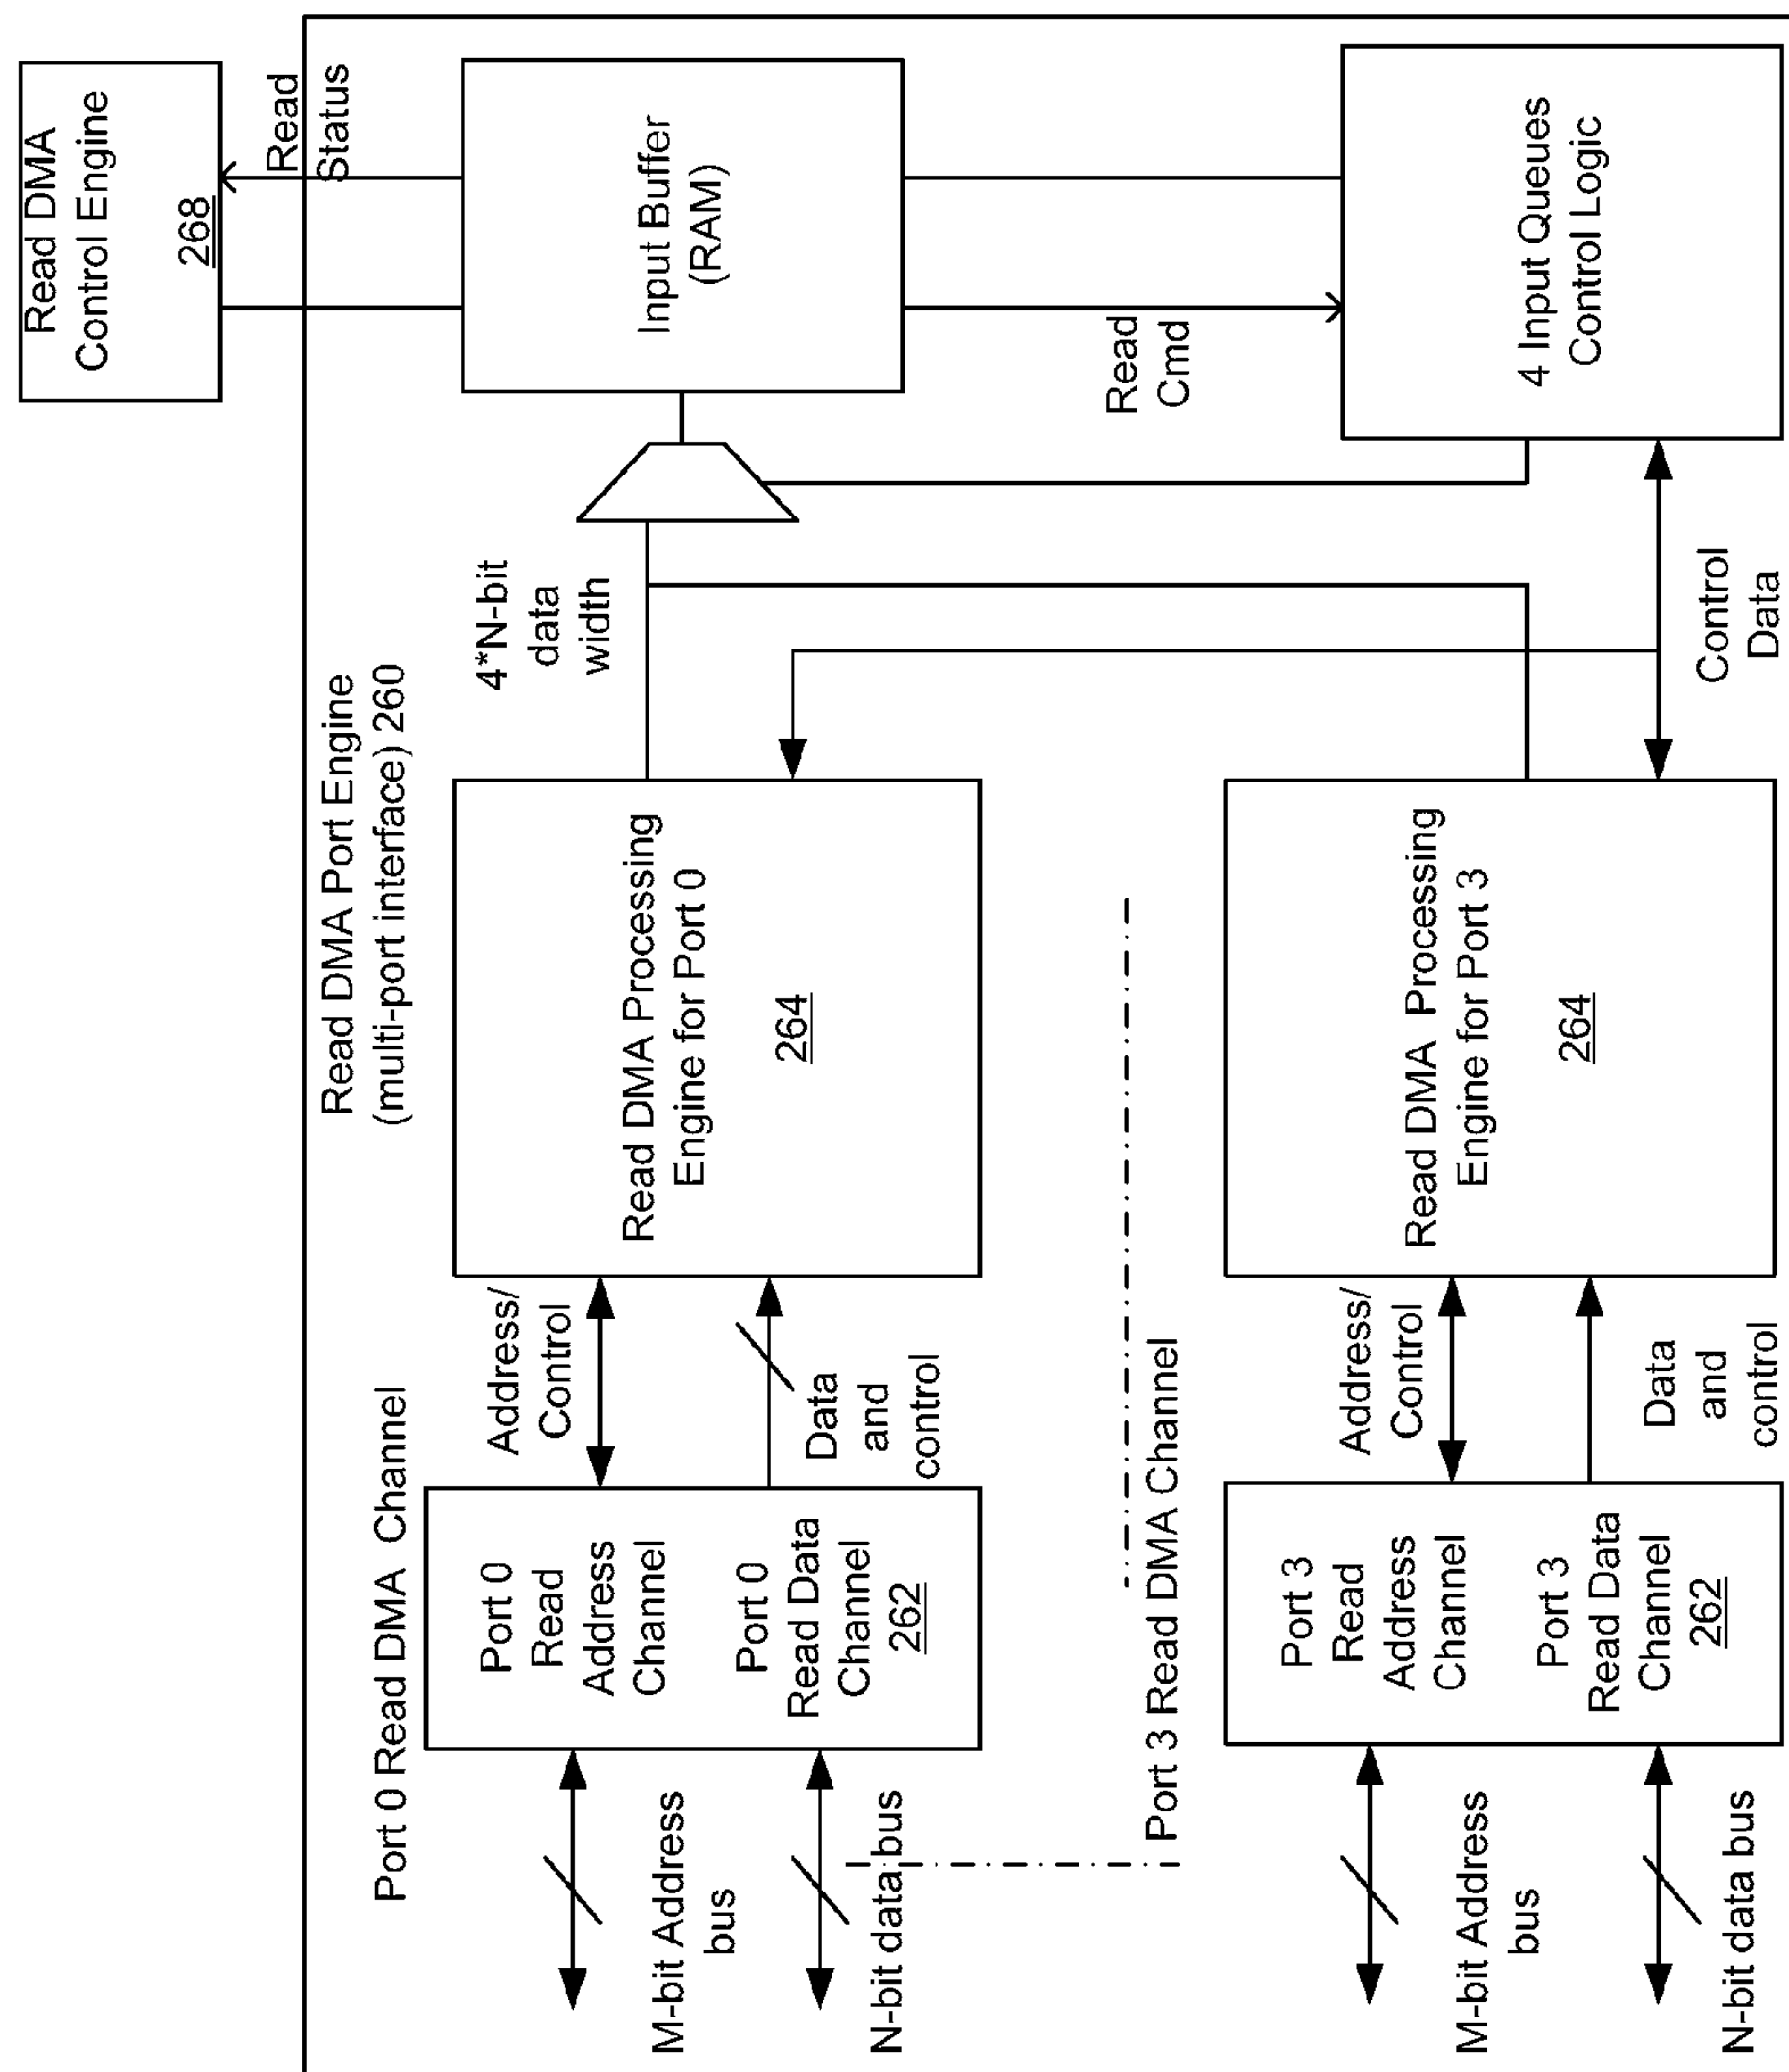 Read DMA Port Engine
(multi-port interface) 260
Read DMA
Control Engine
268
Read
Status
Port 0 Read DMA Channel
M-bit Address
bus
N-bit data bus
Port 0
Read
Address
Channel
Port 0
Read Data
Channel
262
Address/
Control
Data
and
control
Read DMA Processing
Engine for Port 0
264
4*N-bit
data
width
Input Buffer
(RAM)
Read
Cmd
Port 3 Read DMA Channel
M-bit Address
bus
N-bit data bus
Port 3
Read
Address
Channel
Port 3
Read Data
Channel
262
Address/
Control
Data
and
control
Read DMA Processing
Engine for Port 3
264
Control
Data
4 Input Queues
Control Logic